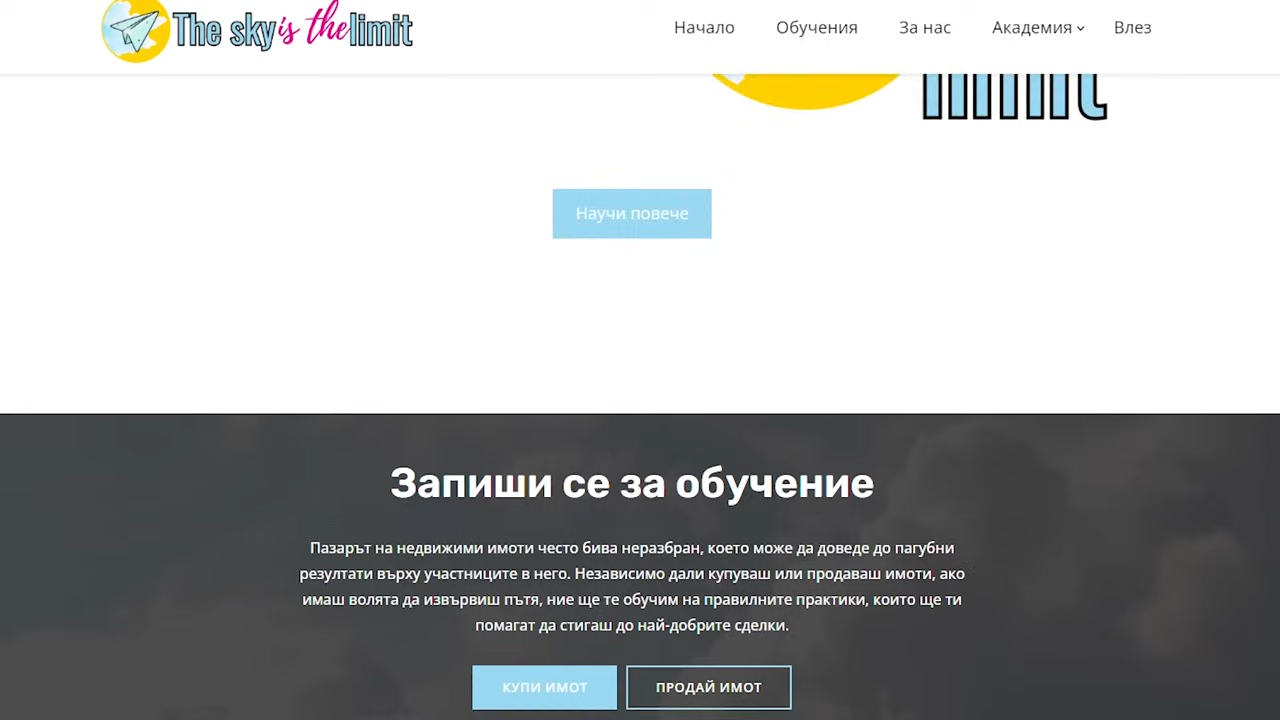 The sky is the limit
Начало Обучения За нас Академия Влез
limit
Научи повече
Запиши се за обучение
Пазарът на недвижими имоти често бива неразбран, което може да доведе до пагубни
резултати върху участниците в него. Независимо дали купуваш или продаваш имоти, ако
имаш волята да извървиш пътя, ние ще те обучим на правилните практики, които ще ти
помагат да стигаш до най-добрите сделки.
КУПИ ИМОТ ПРОДАЙ ИМОТ